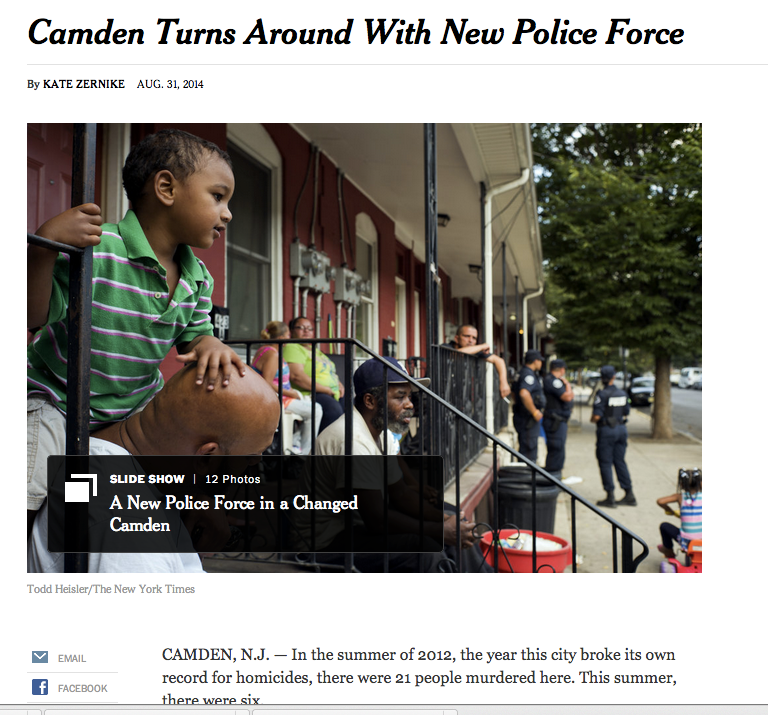 Camden Turns Around With New Police Force
By KATE ZERNIKE AUG. 31, 2014
SLIDE SHOW | 12 Photos
A New Police Force in a Changed
Camden
Todd Heisler/The New York Times
EMAIL
FACEBOOK
CAMDEN, N.J. — In the summer of 2012, the year this city broke its own
record for homicides, there were 21 people murdered here. This summer,
there were six.